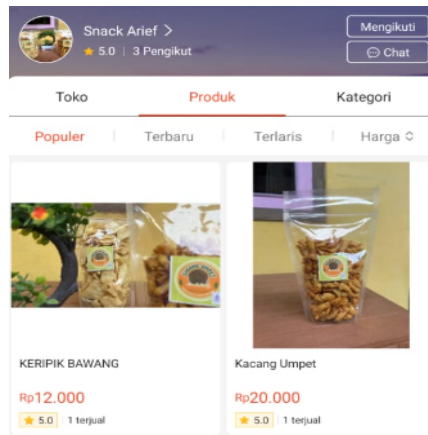 Snack Arief >
5.0 | 3 Pengikut
Mengikuti
Chat
Toko
Produk
Kategori
Populer
Terbaru
Terlaris
Harga
KERIPIK BAWANG
Rp12.000
5.0 1 terjual
Kacang Umpet
Rp20.000
5.0 1 terjual